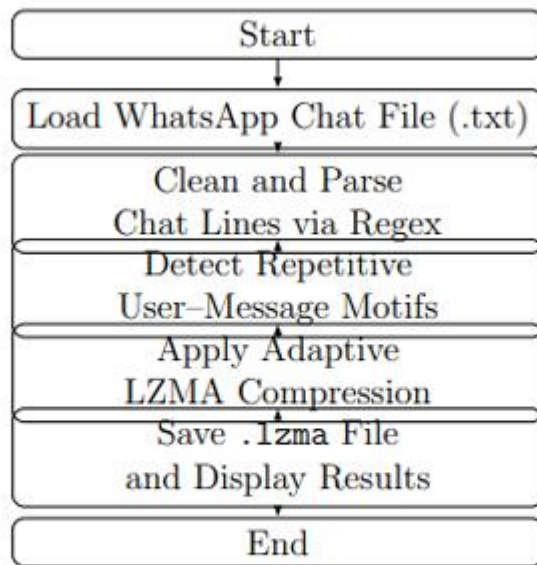 Start
Load WhatsApp Chat File (.txt)
Clean and Parse
Chat Lines via Regex
Detect Repetitive
User–Message Motifs
Apply Adaptive
LZMA Compression
Save .lzma File
and Display Results
End